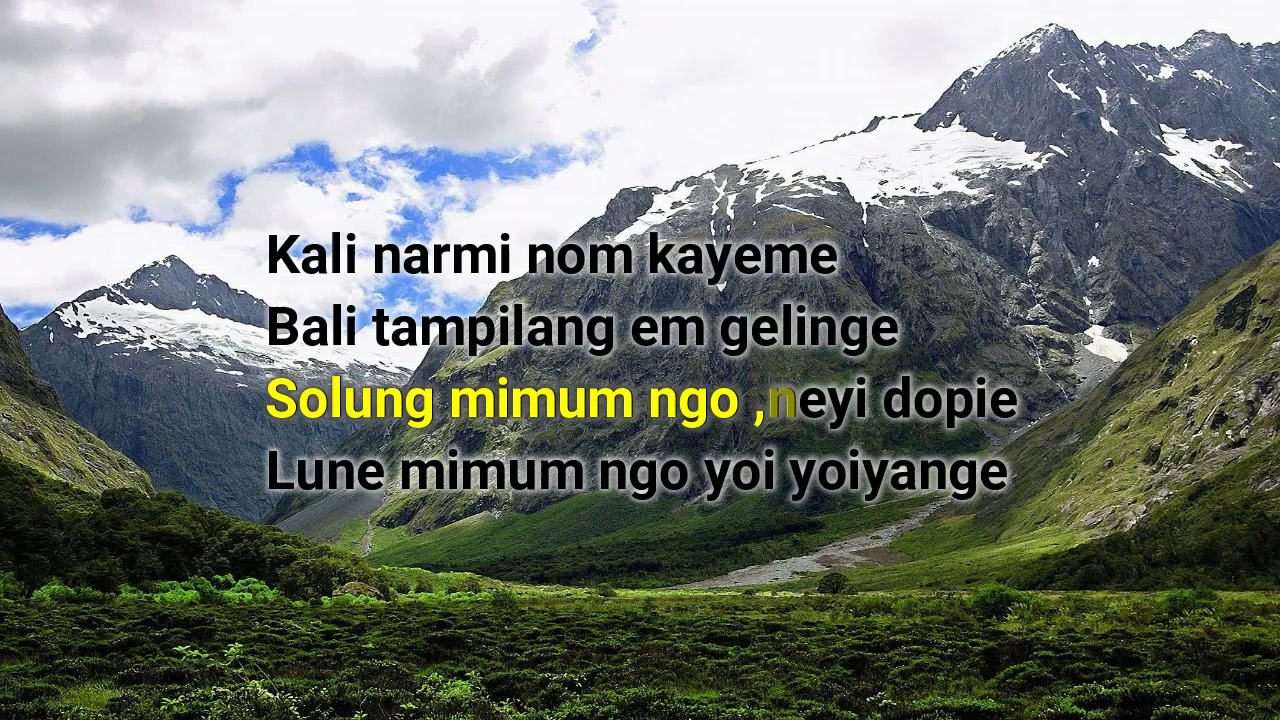 Kali narmi nom kayeme
Bali tampilang em gelinge
Solung mimum ngo ,neyi dopie
Lune mimum ngo yoi yoiyange